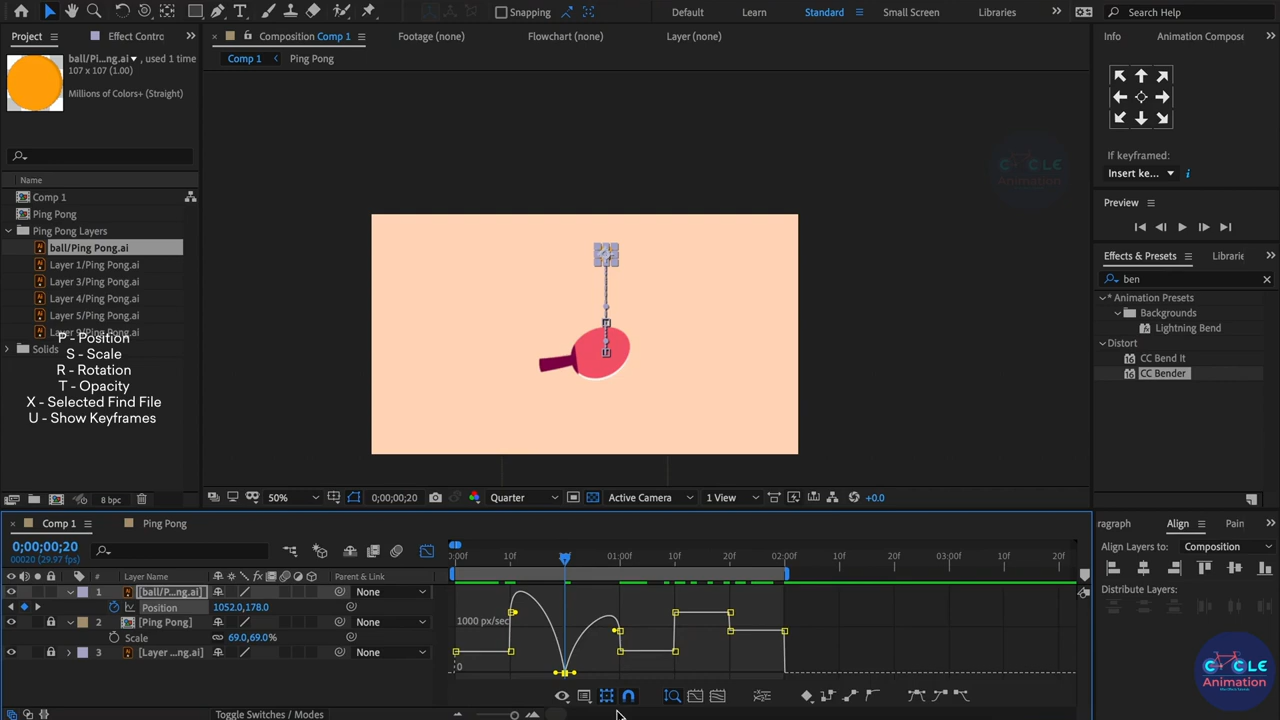 Snapping
Default
Learn
Standard
Small Screen
Libraries
Search Help
Project
Effect Contro
Composition Comp 1
Footage (none)
Flowchart (none)
Layer (none)
Info
Animation Compose
Comp 1
Ping Pong
ball/Pi...ng.ai▾, used 1 time
107 x 107 (1.00)
Millions of Colors+ (Straight)
Name
Comp 1
Ping Pong
Ping Pong Layers
ball/Ping Pong.ai
Layer 1/Ping Pong.ai
Layer 3/Ping Pong.ai
Layer 4/Ping Pong.ai
Layer 5/Ping Pong.ai
Solids
P - Position
S - Scale
R - Rotation
T - Opacity
X - Selected Find File
U - Show Keyframes
CYCLE
Animation
If keyframed:
Insert ke...
Preview
Effects & Presets
Librarie
ben
* Animation Presets
Backgrounds
Lightning Bend
Distort
CC Bend It
CC Bender
8 bpc
50%
0;00;00;20
Quarter
Active Camera
1 View
+0.0
Comp 1
Ping Pong
ragraph
Align
Pain
0;00;00;20
00020 (29.97 fps)
0:00f
10f
01:00f
10f
20f
02:00f
10f
20f
03:00f
10f
20f
Align Layers to:
Composition
Distribute Layers:
#
Layer Name
Parent & Link
1
[ball/P...ng.ai]
None
Position
1052.0,178.0
2
[Ping Pong]
None
Scale
69.0,69.0%
3
[Layer ...ng.ai]
None
1000 px/sec
0
Toggle Switches / Modes
CYCLE
Animation